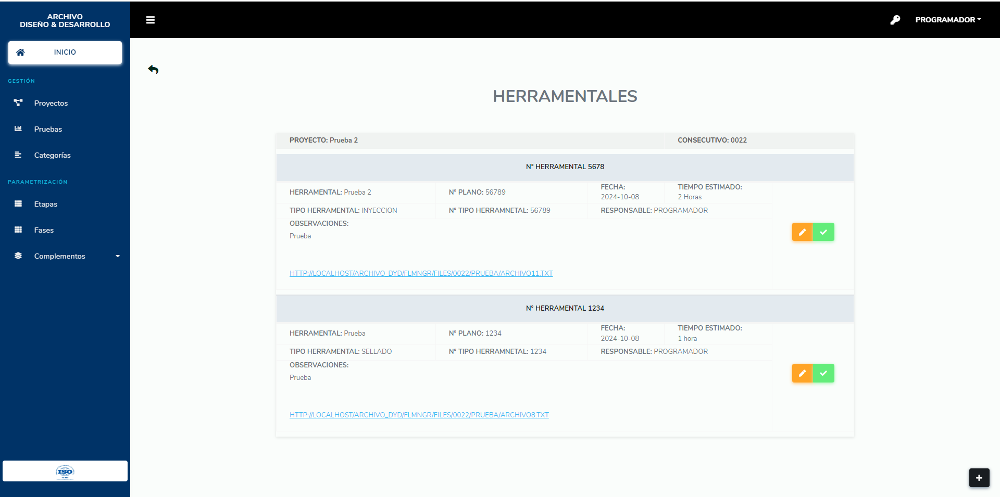 ARCHIVO
DISEÑO & DESARROLLO
INICIO
GESTIÓN
Proyectos
Pruebas
Categorías
PARAMETRIZACIÓN
Etapas
Fases
Complementos
ISO
PROGRAMADOR
HERRAMENTALES
PROYECTO: Prueba 2 CONSECUTIVO: 0022
N° HERRAMENTAL 5678
HERRAMENTAL: Prueba 2 N° PLANO: 56789 FECHA: 2024-10-08 TIEMPO ESTIMADO: 2 Horas
TIPO HERRAMENTAL: INYECCION N° TIPO HERRAMNETAL: 56789 RESPONSABLE: PROGRAMADOR
OBSERVACIONES:
Prueba
HTTP://LOCALHOST/ARCHIVO_DYD/FLMNGR/FILES/0022/PRUEBA/ARCHIVO11.TXT
N° HERRAMENTAL 1234
HERRAMENTAL: Prueba N° PLANO: 1234 FECHA: 2024-10-08 TIEMPO ESTIMADO: 1 hora
TIPO HERRAMENTAL: SELLADO N° TIPO HERRAMNETAL: 1234 RESPONSABLE: PROGRAMADOR
OBSERVACIONES:
Prueba
HTTP://LOCALHOST/ARCHIVO_DYD/FLMNGR/FILES/0022/PRUEBA/ARCHIVO8.TXT